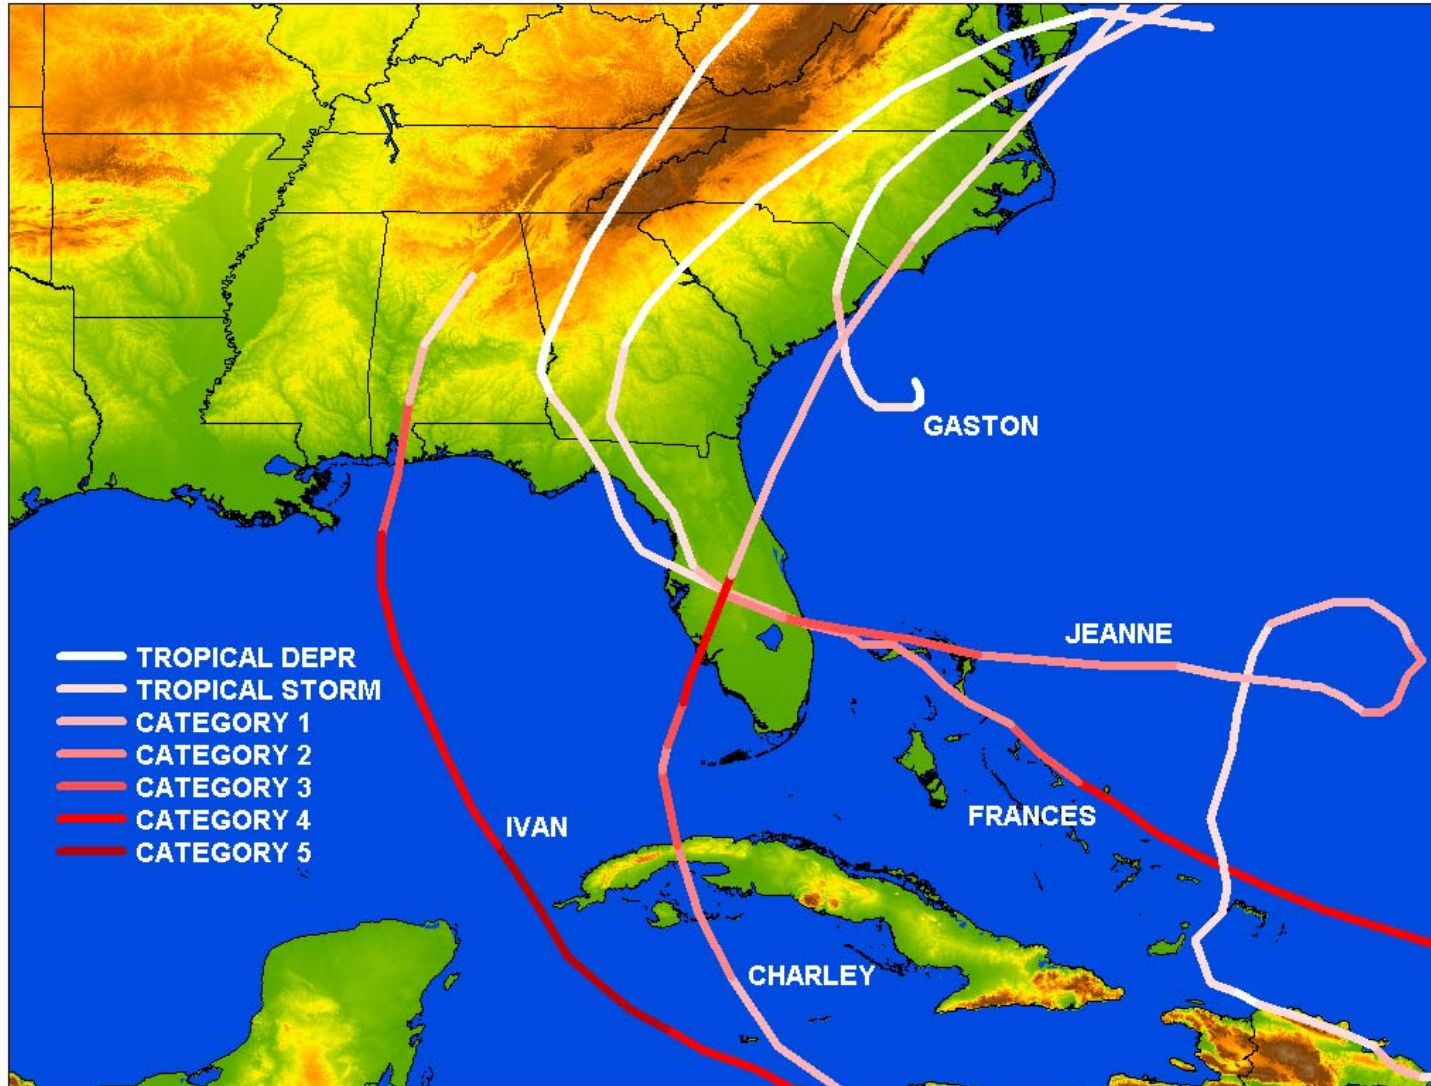 GASTON
JEANNE
TROPICAL DEPR
TROPICAL STORM
CATEGORY 1
CATEGORY 2
CATEGORY 3
CATEGORY 4
CATEGORY 5
IVAN
FRANCES
CHARLEY